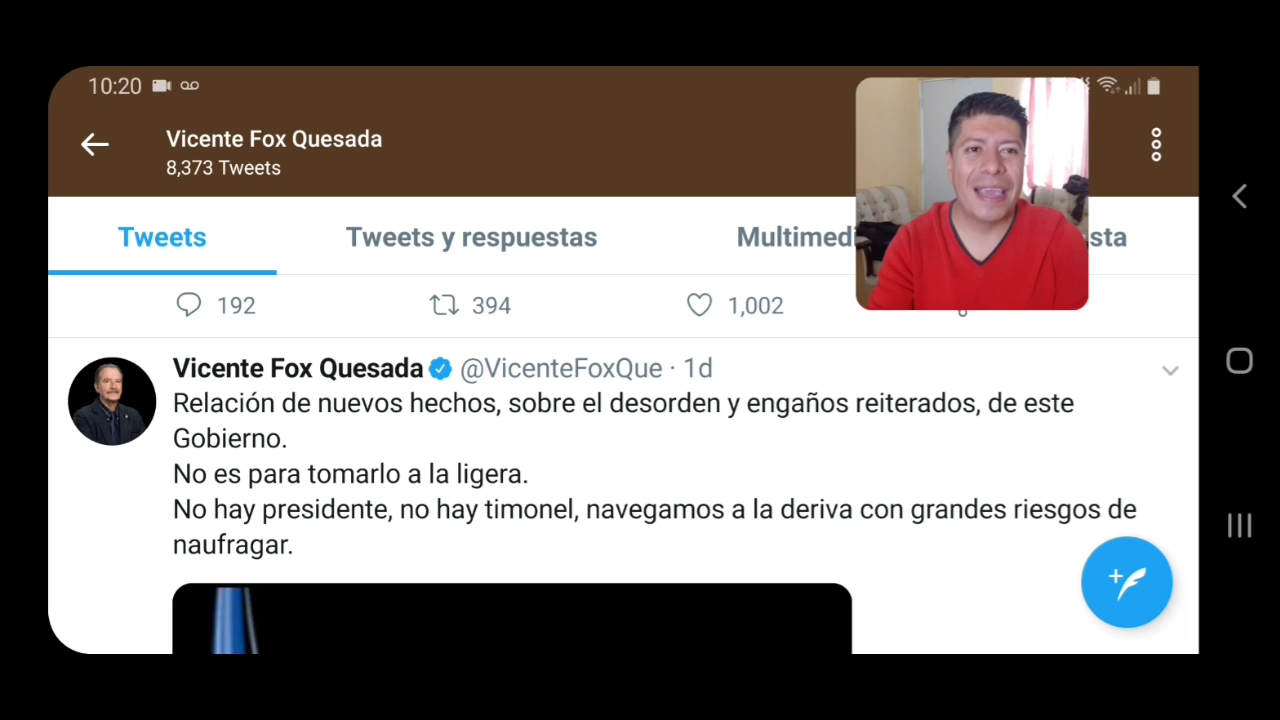 10:20
Vicente Fox Quesada
8,373 Tweets
Tweets Tweets y respuestas Multimedi sta
192 394 1,002
Vicente Fox Quesada @VicenteFoxQue · 1d
Relación de nuevos hechos, sobre el desorden y engaños reiterados, de este
Gobierno.
No es para tomarlo a la ligera.
No hay presidente, no hay timonel, navegamos a la deriva con grandes riesgos de
naufragar.